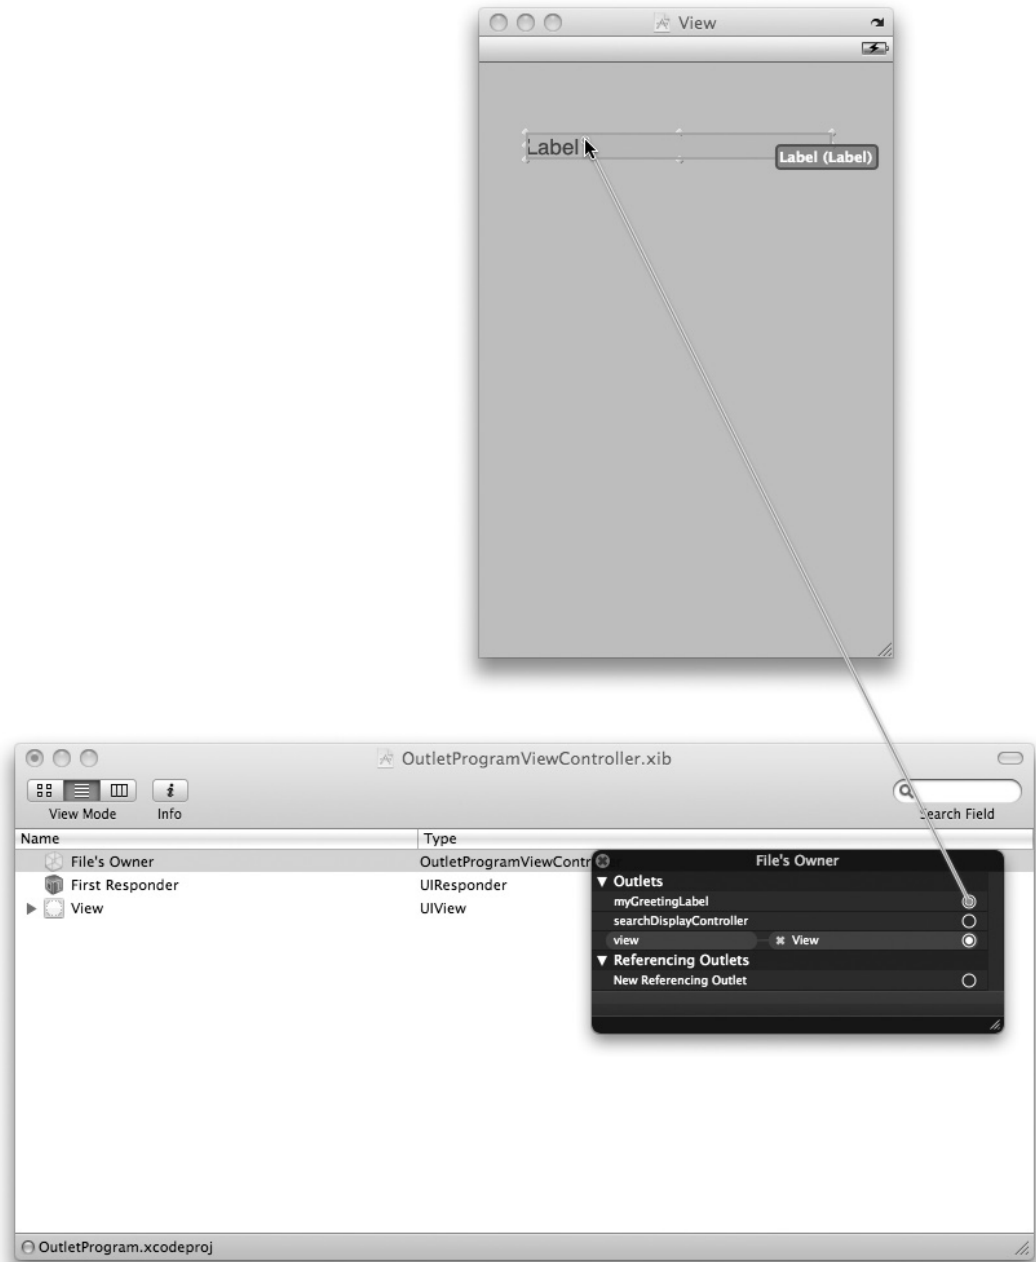 View
Label
Label (Label)
OutletProgramViewController.xib
View Mode Info Search Field
Name Type
File's Owner OutletProgramViewContr
First Responder UIResponder
View UIView
File's Owner
Outlets
myGreetingLabel
searchDisplayController
view View
Referencing Outlets
New Referencing Outlet
OutletProgram.xcodeproj